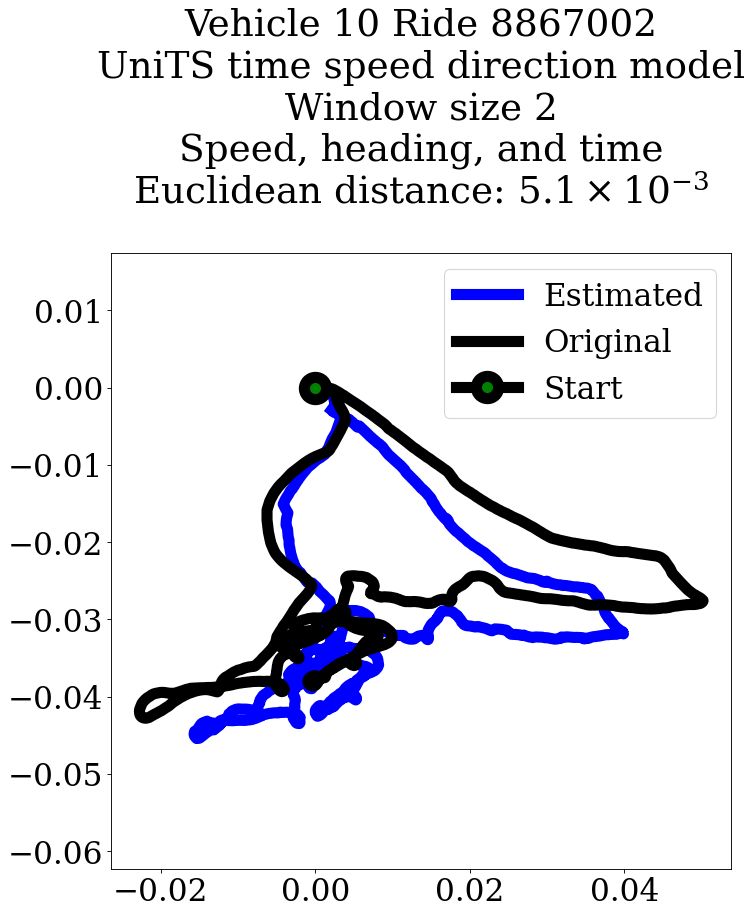 Vehicle 10 Ride 8867002
UniTS time speed direction model
Window size 2
Speed, heading, and time
Euclidean distance: 5.1 × 10⁻³
Estimated
Original
Start
0.01
0.00
−0.01
−0.02
−0.03
−0.04
−0.05
−0.06
−0.02 0.00 0.02 0.04